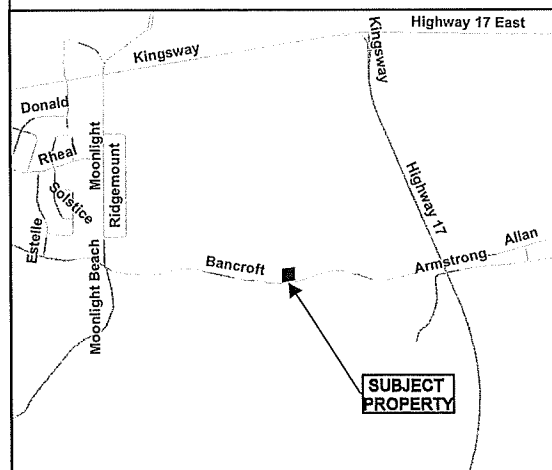 Highway 17 East
Kingsway
Kingsway
Donald
Moonlight
Rheal
Ridgemount
Solstice
Highway 17
Estelle
Moonlight Beach
Bancroft
Armstrong
Allan
SUBJECT
PROPERTY